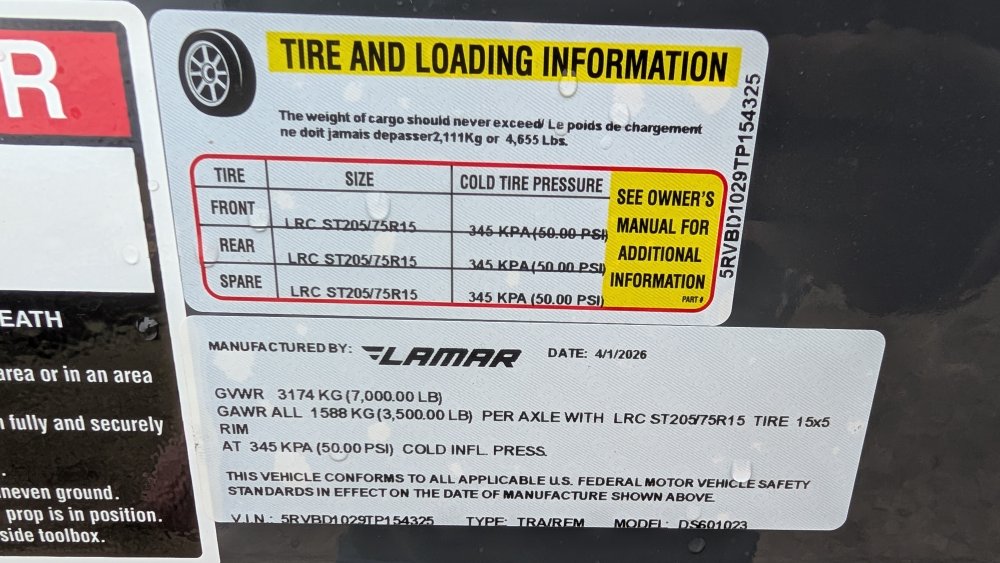 R
EATH
area or in an area
fully and securely
neven ground.
prop is in position.
side toolbox.
TIRE AND LOADING INFORMATION
The weight of cargo should never exceed/ Le poids de chargement
ne doit jamais depasser2,111Kg or 4,655 Lbs.
TIRE SIZE COLD TIRE PRESSURE
FRONT LRC ST205/75R15 345 KPA (50.00 PSI)
REAR LRC ST205/75R15 345 KPA (50.00 PSI)
SPARE LRC ST205/75R15 345 KPA (50.00 PSI)
SEE OWNER'S
MANUAL FOR
ADDITIONAL
INFORMATION
PART #
5RVBD1029TP154325
MANUFACTURED BY: LAMAR DATE: 4/1/2026
GVWR 3174 KG (7,000.00 LB)
GAWR ALL 1588 KG (3,500.00 LB) PER AXLE WITH LRC ST205/75R15 TIRE 15x5
RIM
AT 345 KPA (50.00 PSI) COLD INFL. PRESS.
THIS VEHICLE CONFORMS TO ALL APPLICABLE U.S. FEDERAL MOTOR VEHICLE SAFETY
STANDARDS IN EFFECT ON THE DATE OF MANUFACTURE SHOWN ABOVE.
V.I.N.: 5RVBD1029TP154325 TYPE: TRA/REM MODEL: DS601023